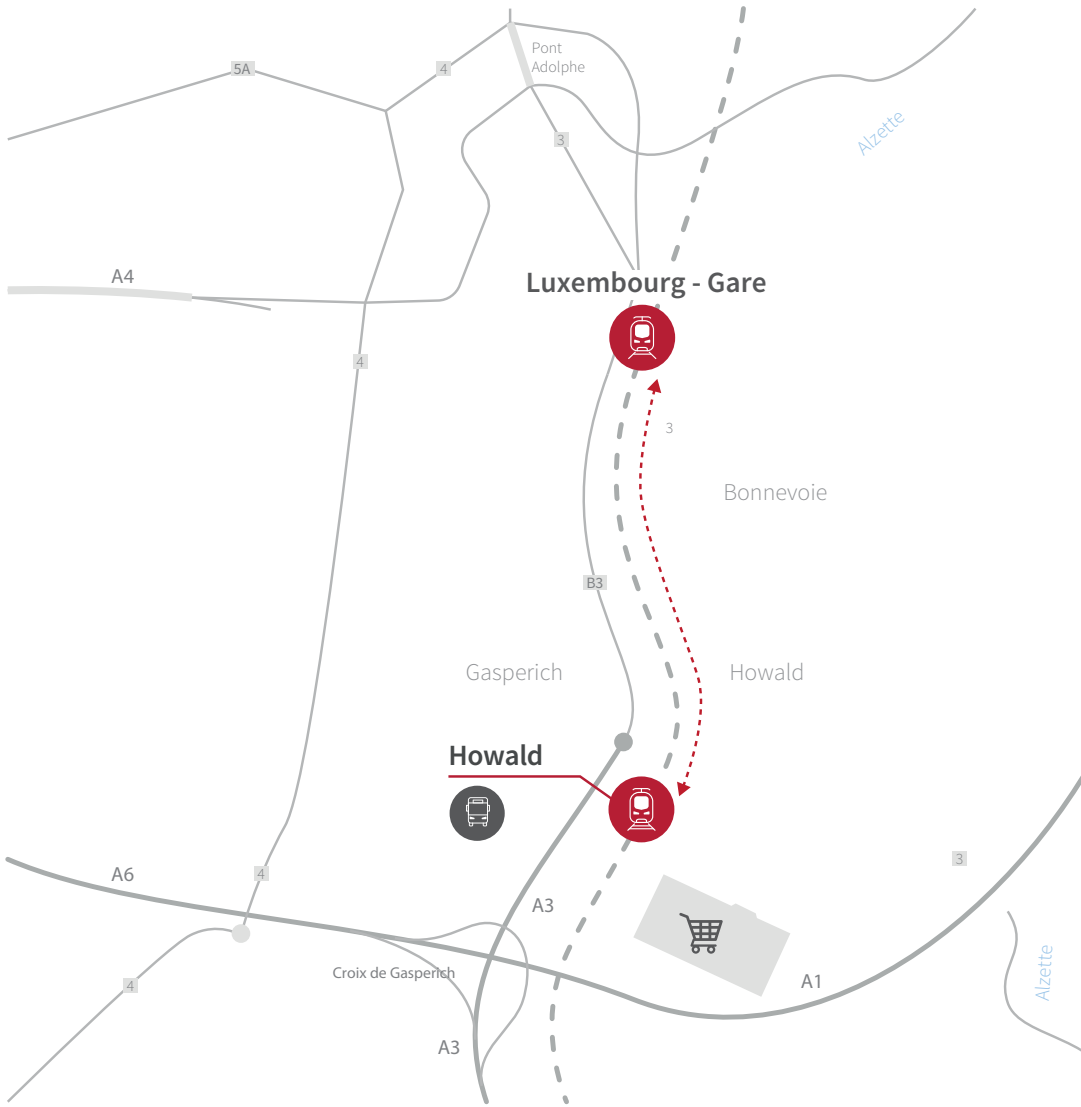 Pont
Adolphe
5A
4
3
Alzette
A4
Luxembourg - Gare
4
3
Bonnevoie
B3
Gasperich
Howald
Howald
3
A6
4
A3
Croix de Gasperich
A1
4
Alzette
A3